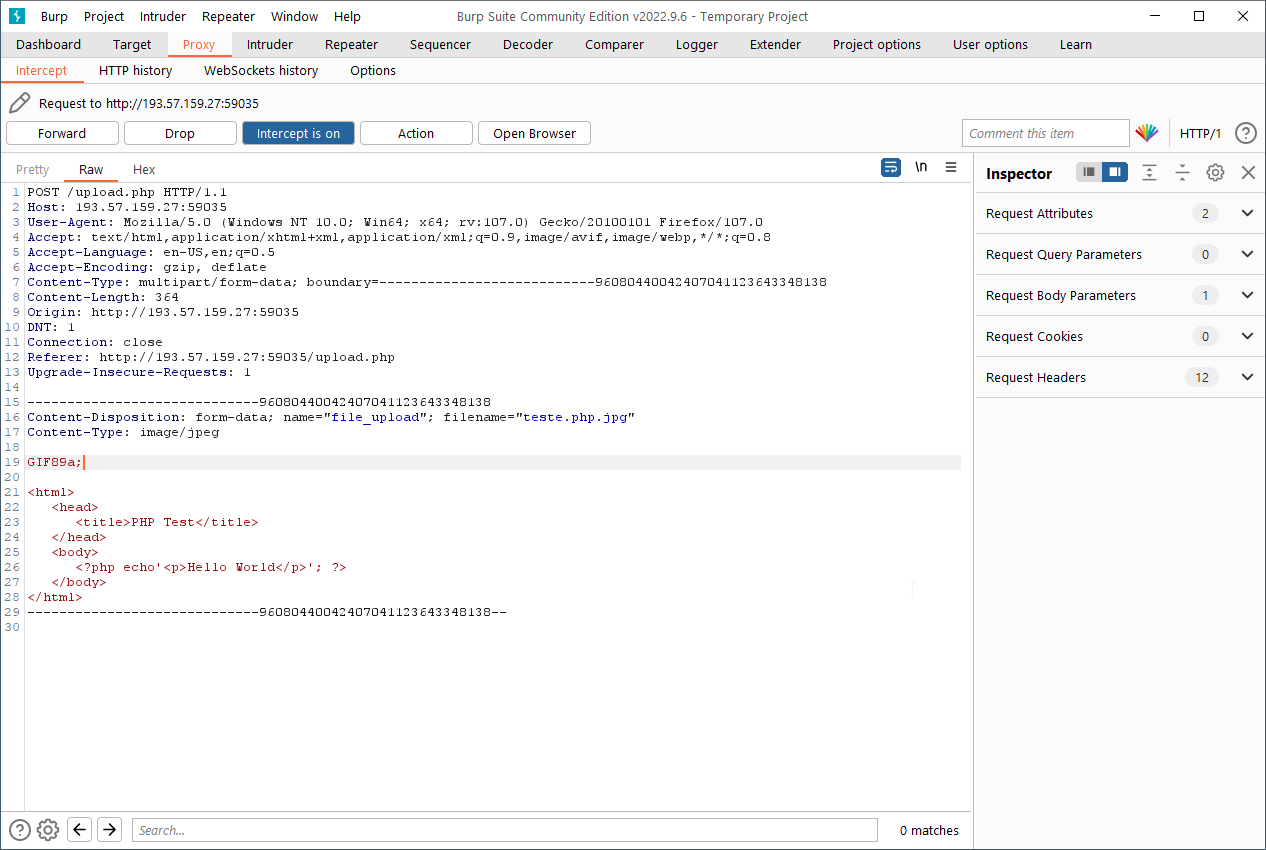 Burp Project Intruder Repeater Window Help Burp Suite Community Edition v2022.9.6 - Temporary Project
Dashboard Target Proxy Intruder Repeater Sequencer Decoder Comparer Logger Extender Project options User options Learn
Intercept HTTP history WebSockets history Options
Request to http://193.57.159.27:59035
Forward Drop Intercept is on Action Open Browser Comment this item HTTP/1 ?
Pretty Raw Hex \n
1 POST /upload.php HTTP/1.1
2 Host: 193.57.159.27:59035
3 User-Agent: Mozilla/5.0 (Windows NT 10.0; Win64; x64; rv:107.0) Gecko/20100101 Firefox/107.0
4 Accept: text/html,application/xhtml+xml,application/xml;q=0.9,image/avif,image/webp,*/*;q=0.8
5 Accept-Language: en-US,en;q=0.5
6 Accept-Encoding: gzip, deflate
7 Content-Type: multipart/form-data; boundary=---------------------------960804400424070411236433​48138
8 Content-Length: 364
9 Origin: http://193.57.159.27:59035
10 DNT: 1
11 Connection: close
12 Referer: http://193.57.159.27:59035/upload.php
13 Upgrade-Insecure-Requests: 1
14
15 -----------------------------96080440042407041123643348138
16 Content-Disposition: form-data; name="file_upload"; filename="teste.php.jpg"
17 Content-Type: image/jpeg
18
19 GIF89a;
20
21 <html>
22 <head>
23 <title>PHP Test</title>
24 </head>
25 <body>
26 <?php echo'<p>Hello World</p>'; ?>
27 </body>
28 </html>
29 -----------------------------96080440042407041123643348138--
30
Inspector
Request Attributes 2
Request Query Parameters 0
Request Body Parameters 1
Request Cookies 0
Request Headers 12
? Search... 0 matches